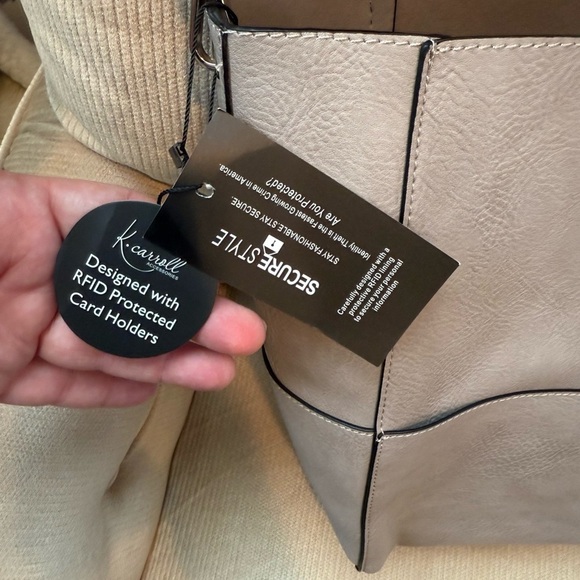 K. carroll
ACCESSORIES
Designed with
RFID Protected
Card Holders
SECURE STYLE
STAY FASHIONABLE. STAY SECURE.
Identity Theft is the Fastest Growing Crime in America.
Are You Protected?
Carefully designed with a
protective RFID lining
to secure your personal
information